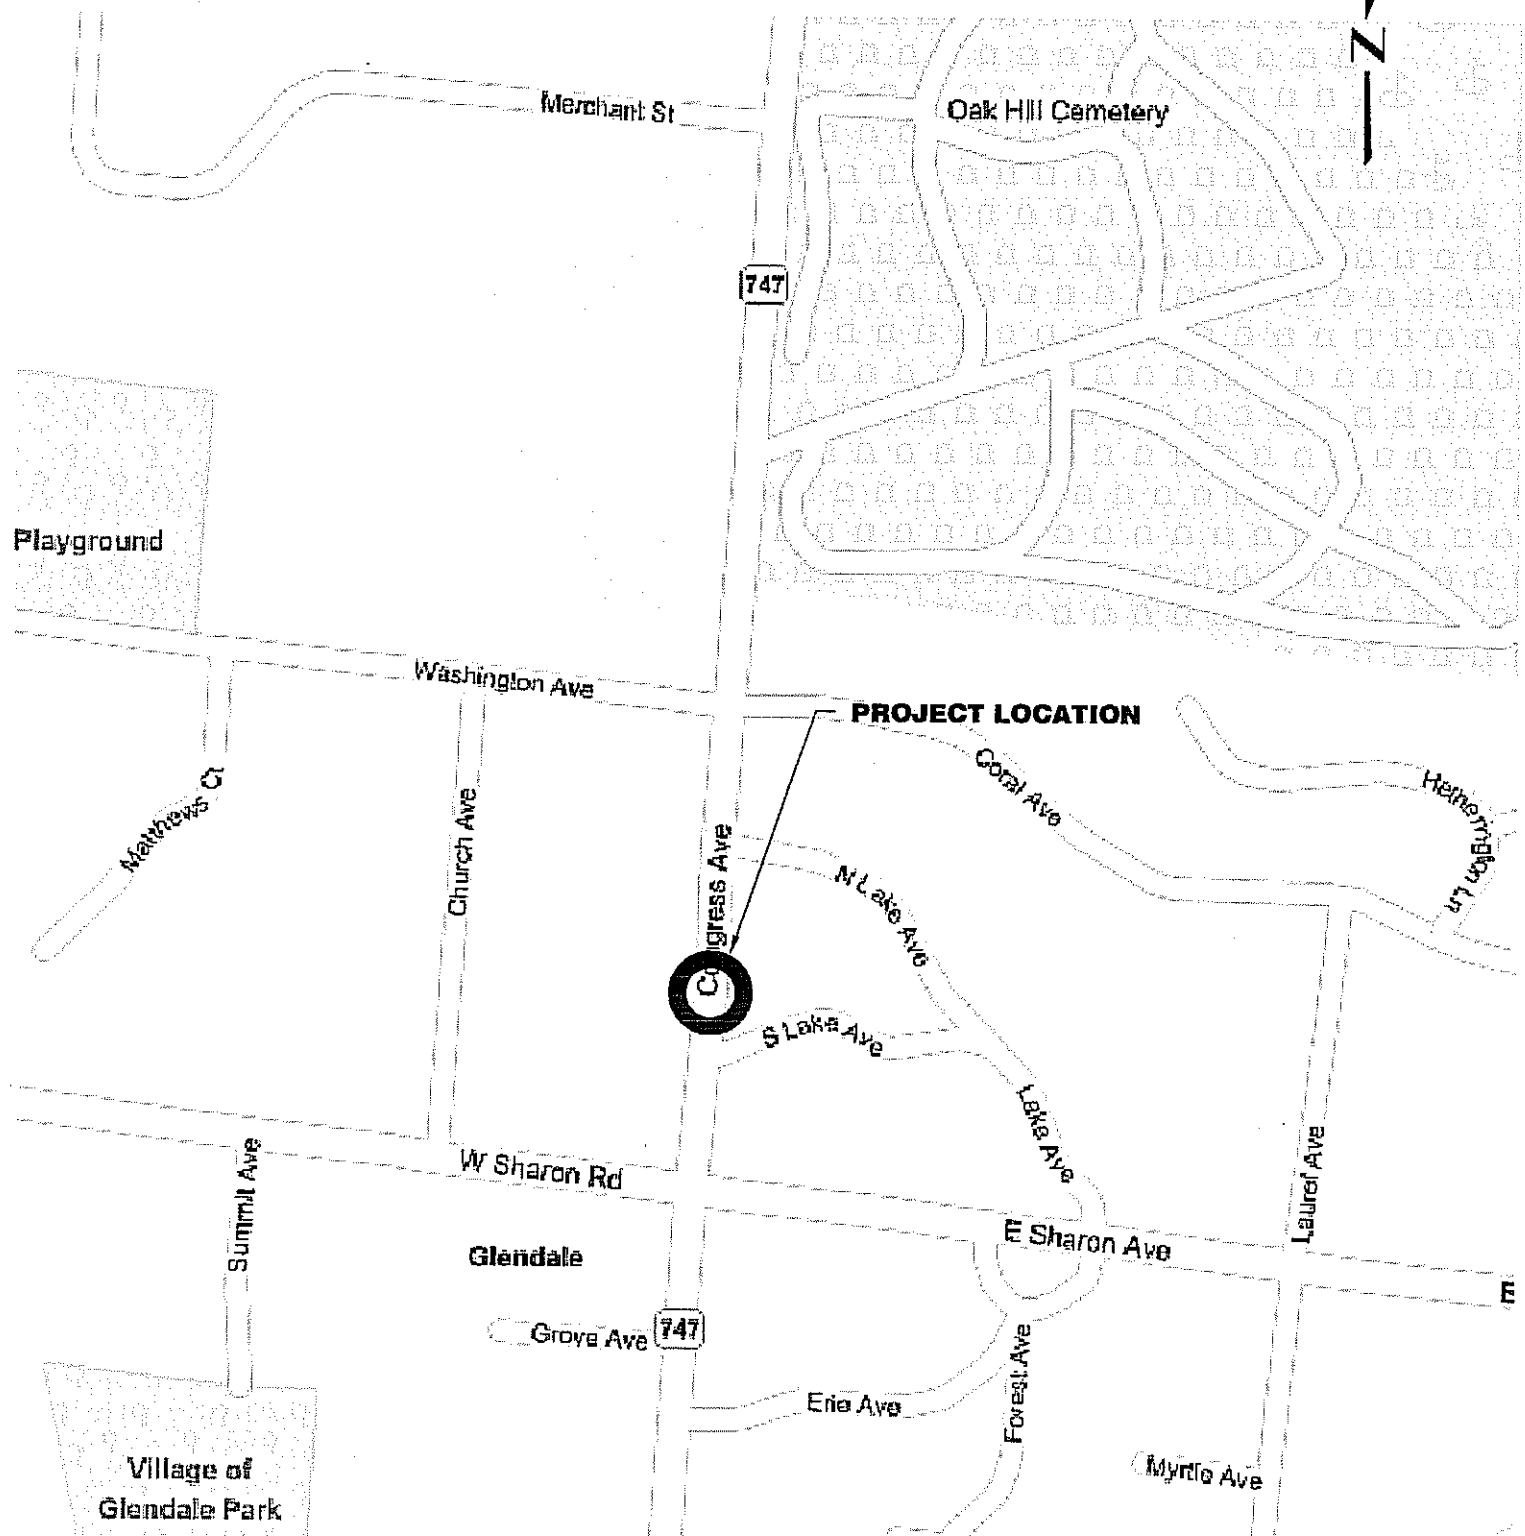 N
Merchant St
Oak Hill Cemetery
747
Playground
Washington Ave
PROJECT LOCATION
Coral Ave
Matthews Ct
Church Ave
Congress Ave
N Lake Ave
S Lake Ave
Lake Ave
Laurel Ave
Summit Ave
W Sharon Rd
E Sharon Ave
Glendale
E
Grove Ave
747
Forest Ave
Erie Ave
Village of
Glendale Park
Myrtle Ave